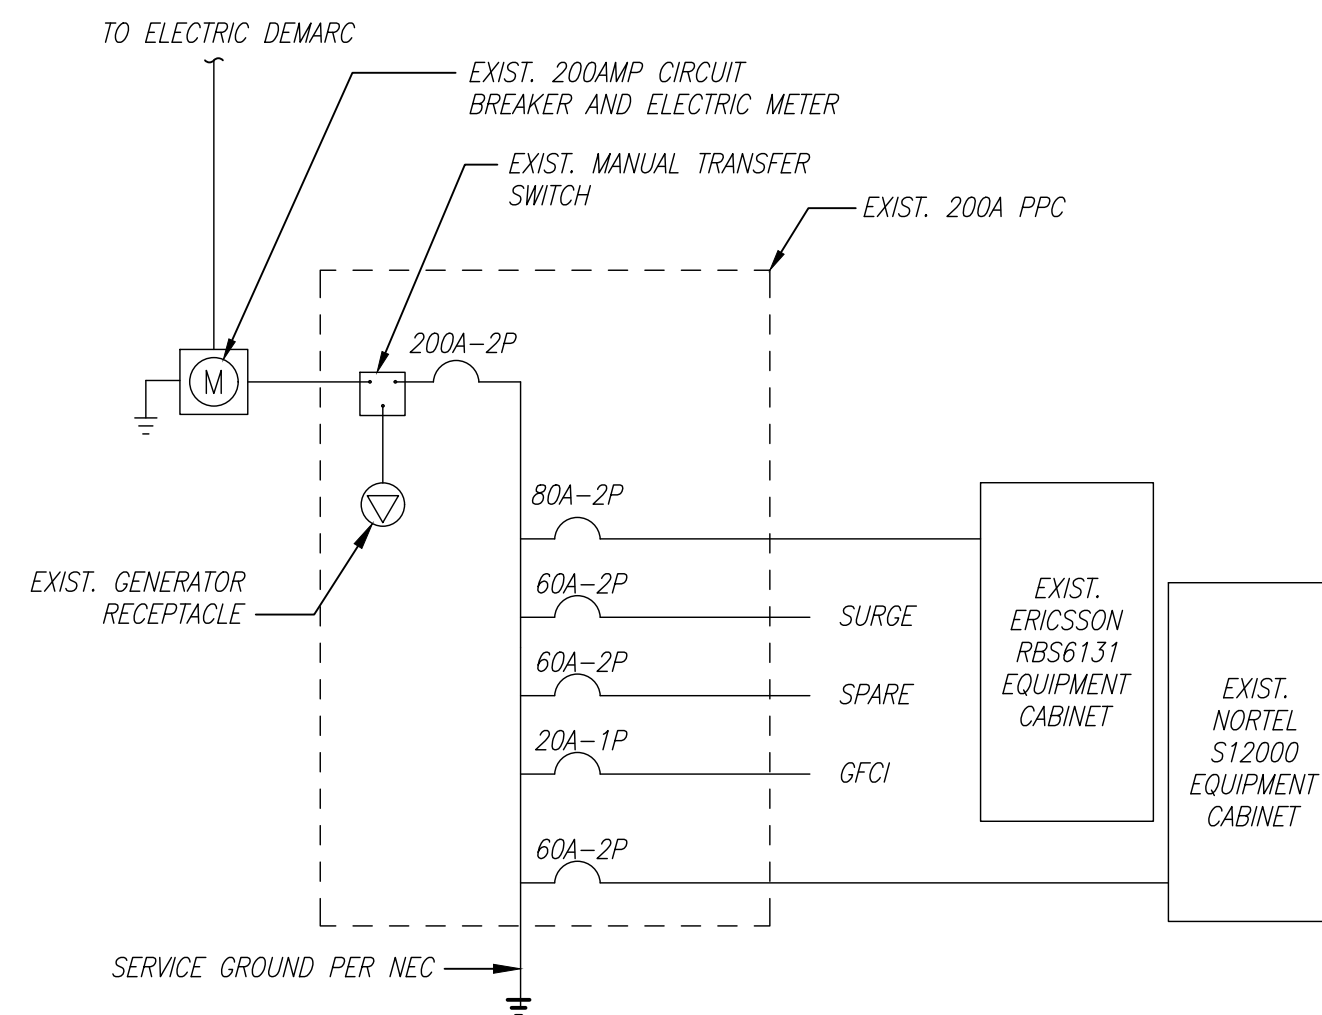 TO ELECTRIC DEMARC
EXIST. 200AMP CIRCUIT
BREAKER AND ELECTRIC METER
EXIST. MANUAL TRANSFER
SWITCH
EXIST. 200A PPC
200A-2P
M
80A-2P
EXIST. GENERATOR
RECEPTACLE
60A-2P
SURGE
60A-2P
SPARE
20A-1P
GFCI
60A-2P
EXIST.
ERICSSON
RBS6131
EQUIPMENT
CABINET
EXIST.
NORTEL
S12000
EQUIPMENT
CABINET
SERVICE GROUND PER NEC